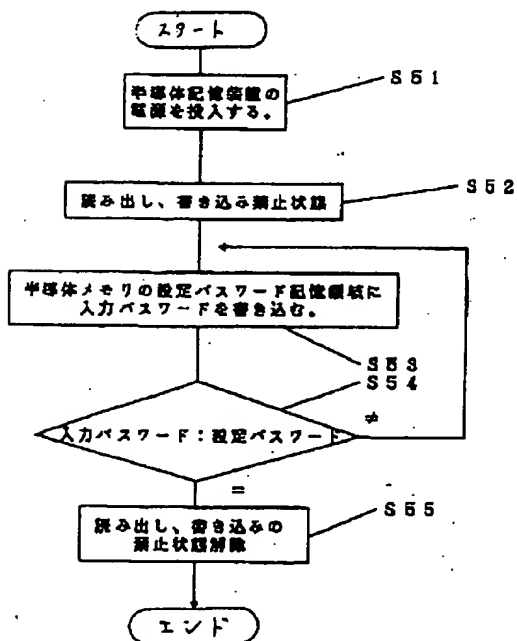 スタート
S51
半導体記憶装置の
電源を投入する。
S52
読み出し、書き込み禁止状態
半導体メモリの設定パスワード記憶領域に
入力パスワードを書き込む。
S53
S54
入力パスワード:設定パスワード
≠
=
S55
読み出し、書き込みの
禁止状態解除
エンド